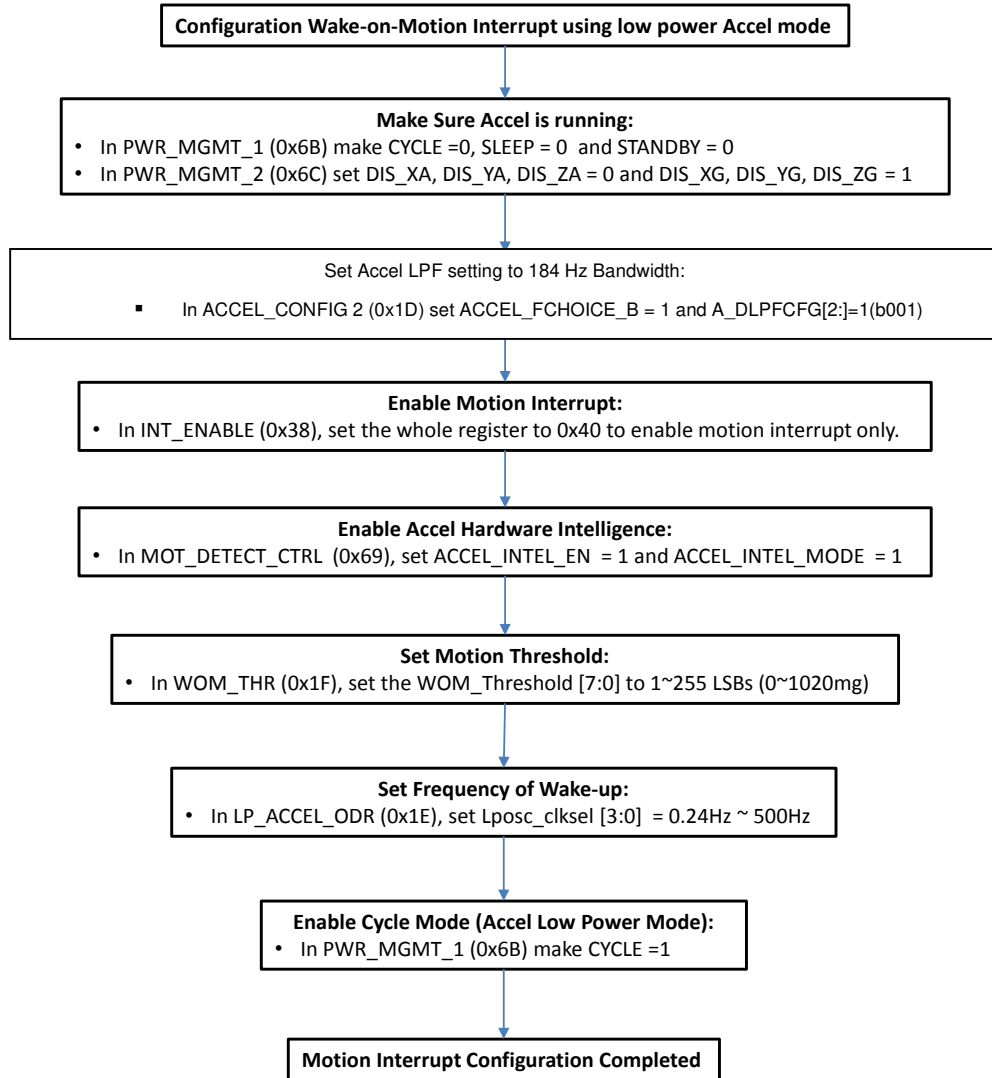 Configuration Wake-on-Motion Interrupt using low power Accel mode
Make Sure Accel is running:
• In PWR_MGMT_1 (0x6B) make CYCLE =0, SLEEP = 0 and STANDBY = 0
• In PWR_MGMT_2 (0x6C) set DIS_XA, DIS_YA, DIS_ZA = 0 and DIS_XG, DIS_YG, DIS_ZG = 1
Set Accel LPF setting to 184 Hz Bandwidth:
▪ In ACCEL_CONFIG 2 (0x1D) set ACCEL_FCHOICE_B = 1 and A_DLPFCFG[2:]=1(b001)
Enable Motion Interrupt:
• In INT_ENABLE (0x38), set the whole register to 0x40 to enable motion interrupt only.
Enable Accel Hardware Intelligence:
• In MOT_DETECT_CTRL (0x69), set ACCEL_INTEL_EN = 1 and ACCEL_INTEL_MODE = 1
Set Motion Threshold:
• In WOM_THR (0x1F), set the WOM_Threshold [7:0] to 1~255 LSBs (0~1020mg)
Set Frequency of Wake-up:
• In LP_ACCEL_ODR (0x1E), set Lposc_clksel [3:0] = 0.24Hz ~ 500Hz
Enable Cycle Mode (Accel Low Power Mode):
• In PWR_MGMT_1 (0x6B) make CYCLE =1
Motion Interrupt Configuration Completed